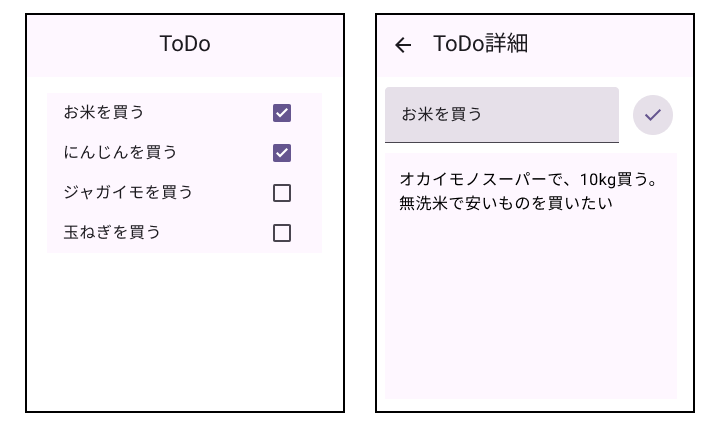 ToDo
お米を買う
にんじんを買う
ジャガイモを買う
玉ねぎを買う
ToDo詳細
お米を買う
オカイモノスーパーで、10kg買う。
無洗米で安いものを買いたい